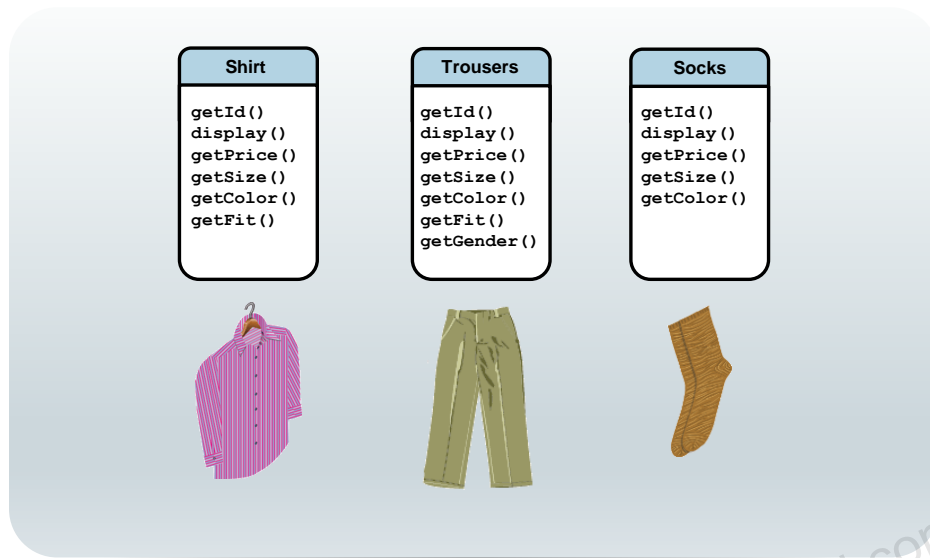 Shirt
getId()
display()
getPrice()
getSize()
getColor()
getFit()
Trousers
getId()
display()
getPrice()
getSize()
getColor()
getFit()
getGender()
Socks
getId()
display()
getPrice()
getSize()
getColor()